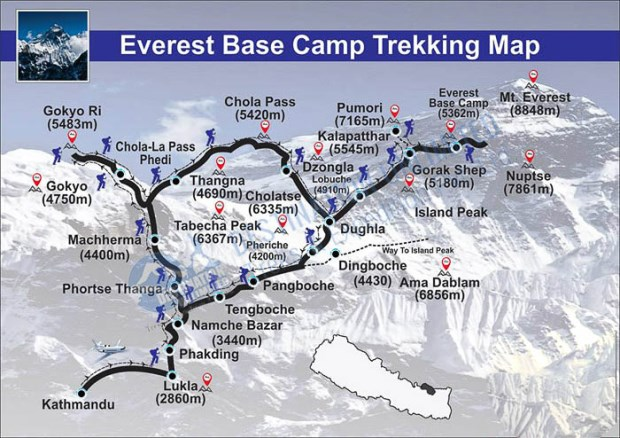 Everest Base Camp Trekking Map
Gokyo Ri
(5483m)
Chola Pass
(5420m)
Pumori
(7165m)
Everest
Base Camp
(5362m)
Mt. Everest
(8848m)
Kalapatthar
(5545m)
Chola-La Pass
Phedi
Gokyo
(4750m)
Thangna
(4690m)
Cholatse
(6335m)
Dzongla
Lobuche
(4910m)
Gorak Shep
(5180m)
Nuptse
(7861m)
Island Peak
Tabecha Peak
(6367m)
Dughla
Machherma
(4400m)
Pheriche
(4200m)
Way To Island Peak
Dingboche
(4430)
Ama Dablam
(6856m)
Phortse Thanga
Pangboche
Tengboche
Namche Bazar
(3440m)
Phakding
Lukla
(2860m)
Kathmandu